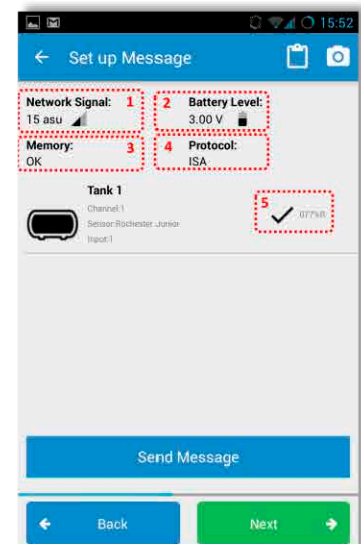 15:52
Set up Message
Network Signal: 1
15 asu
2 Battery Level:
3.00 V
Memory: 3
OK
4 Protocol:
ISA
Tank 1
Channel:1
Sensor:Rochester Junior
Input:1
5
Send Message
Back
Next